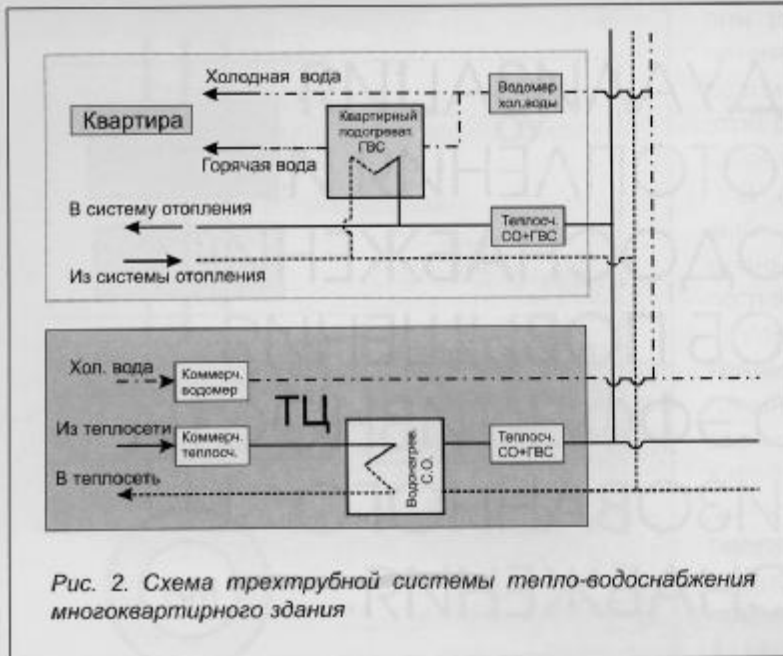 Холодная вода
Водомер
хол.воды
Квартира
Квартирный
подогреват.
ГВС
Горячая вода
В систему отопления
Теплосч.
СО+ГВС
Из системы отопления
Хол. вода
Коммерч.
водомер
ТЦ
Из теплосети
Коммерч.
теплосч.
Теплосч.
СО+ГВС
В теплосеть
Водонагрев.
С.О.
Рис. 2. Схема трехтрубной системы тепло-водоснабжения
многоквартирного здания